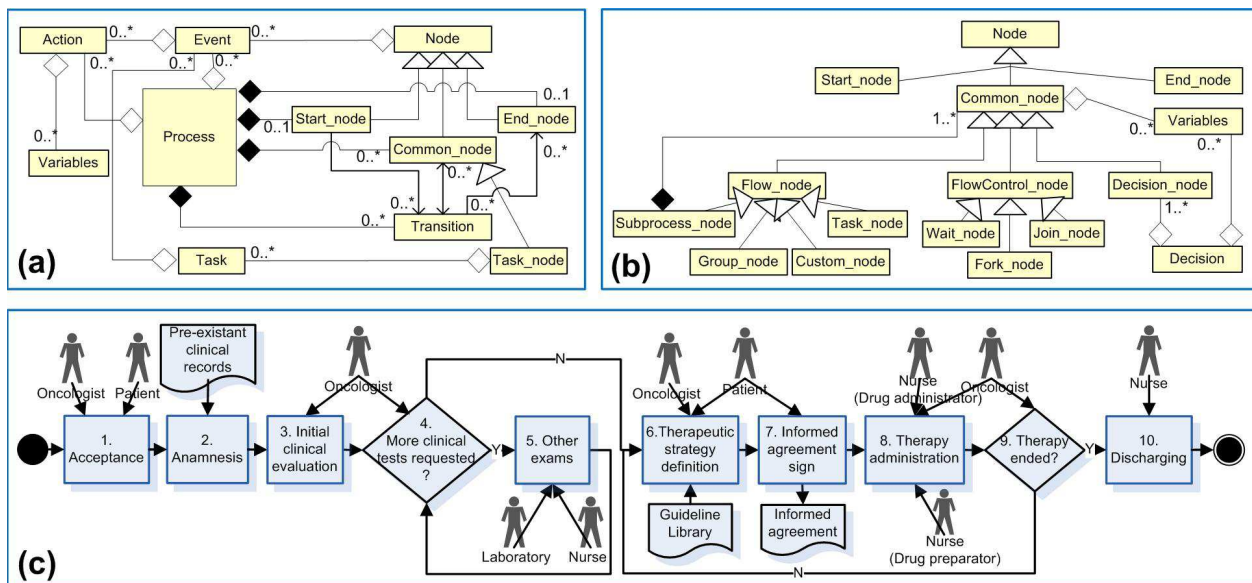 Action
0..*
Event
0..*
Node
0..*
0..*
0..*
0..*
Process
0..1
0..1
Start_node
End_node
Common_node
0..*
0..*
0..*
Variables
0..*
0..*
0..*
0..*
Transition
(a)
Task
0..*
Task_node
Node
Start_node
End_node
Common_node
1..*
0..*
Variables
0..*
Flow_node
FlowControl_node
Decision_node
1..*
Subprocess_node
Task_node
Wait_node
Join_node
Group_node
Custom_node
Fork_node
Decision
(b)
Pre-existant
clinical
records
N
Oncologist
Patient
Oncologist
Oncologist
Patient
Nurse
(Drug administrator)
Oncologist
Nurse
1.
Acceptance
2.
Anamnesis
3. Initial
clinical
evaluation
4.
More clinical
tests requested
?
Y
5. Other
exams
6.Therapeutic
strategy
definition
7. Informed
agreement
sign
8. Therapy
administration
9. Therapy
ended?
Y
10.
Discharging
Laboratory
Nurse
Guideline
Library
Informed
agreement
Nurse
(Drug preparator)
N
(c)